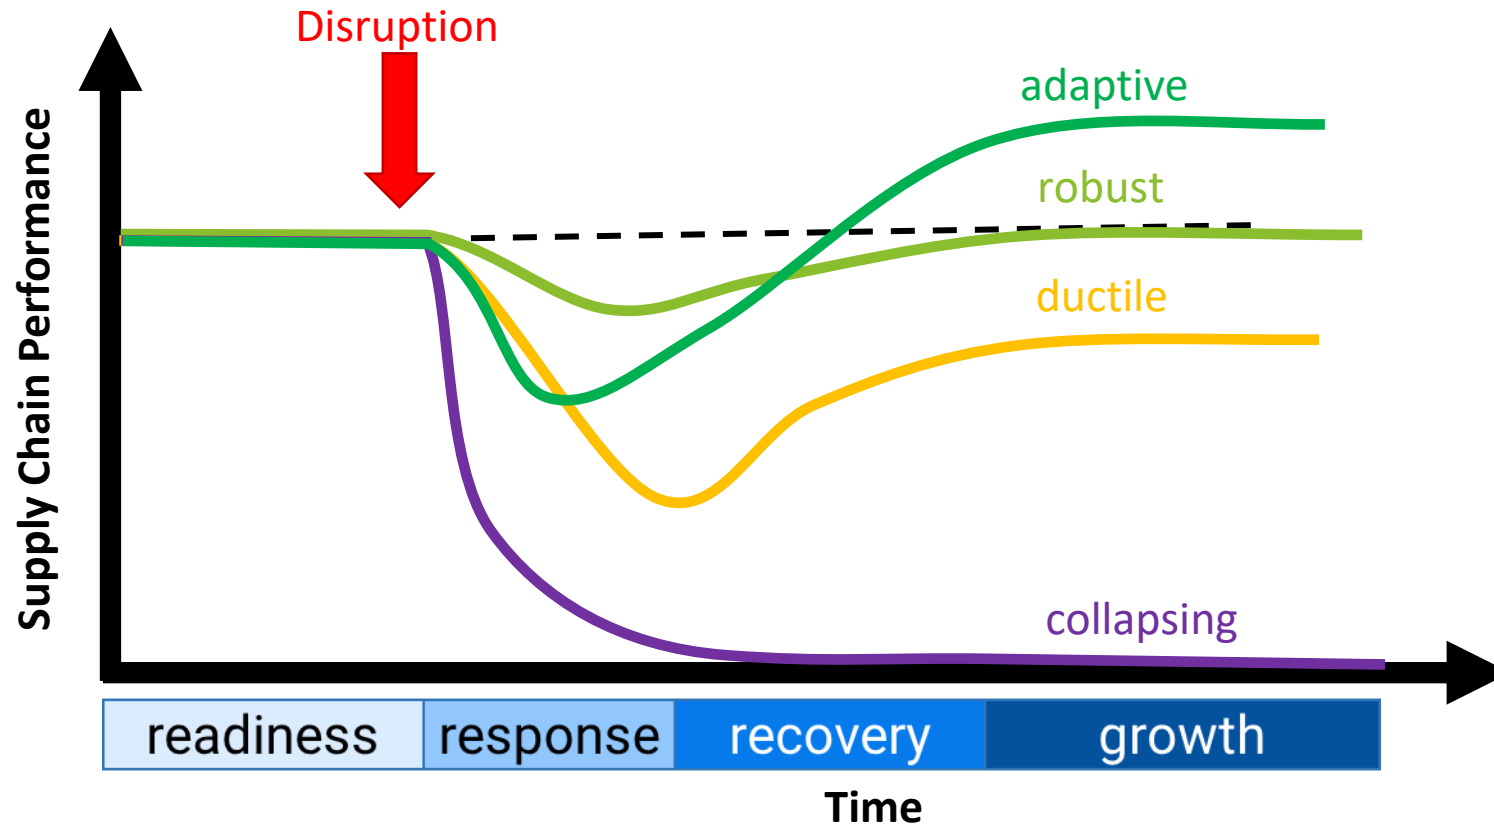 Disruption
adaptive
robust
ductile
collapsing
Supply Chain Performance
readiness
response
recovery
growth
Time